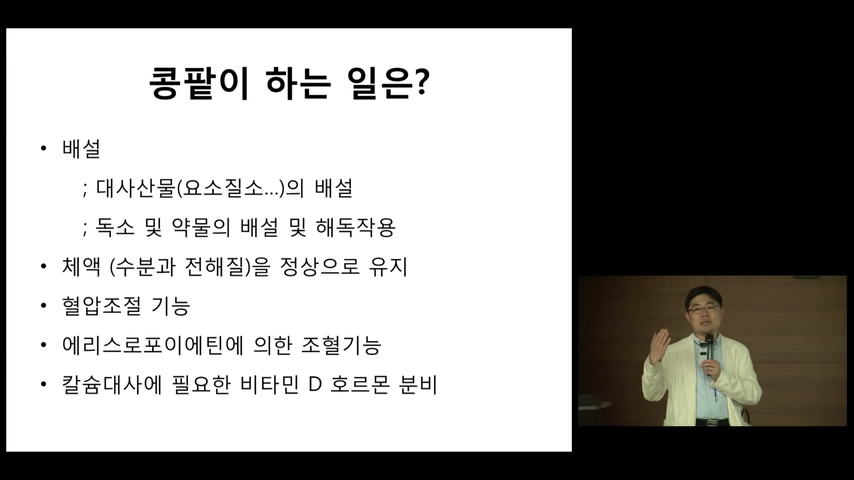 콩팥이 하는 일은?
• 배설
; 대사산물(요소질소...)의 배설
; 독소 및 약물의 배설 및 해독작용
• 체액 (수분과 전해질)을 정상으로 유지
• 혈압조절 기능
• 에리스로포이에틴에 의한 조혈기능
• 칼슘대사에 필요한 비타민 D 호르몬 분비